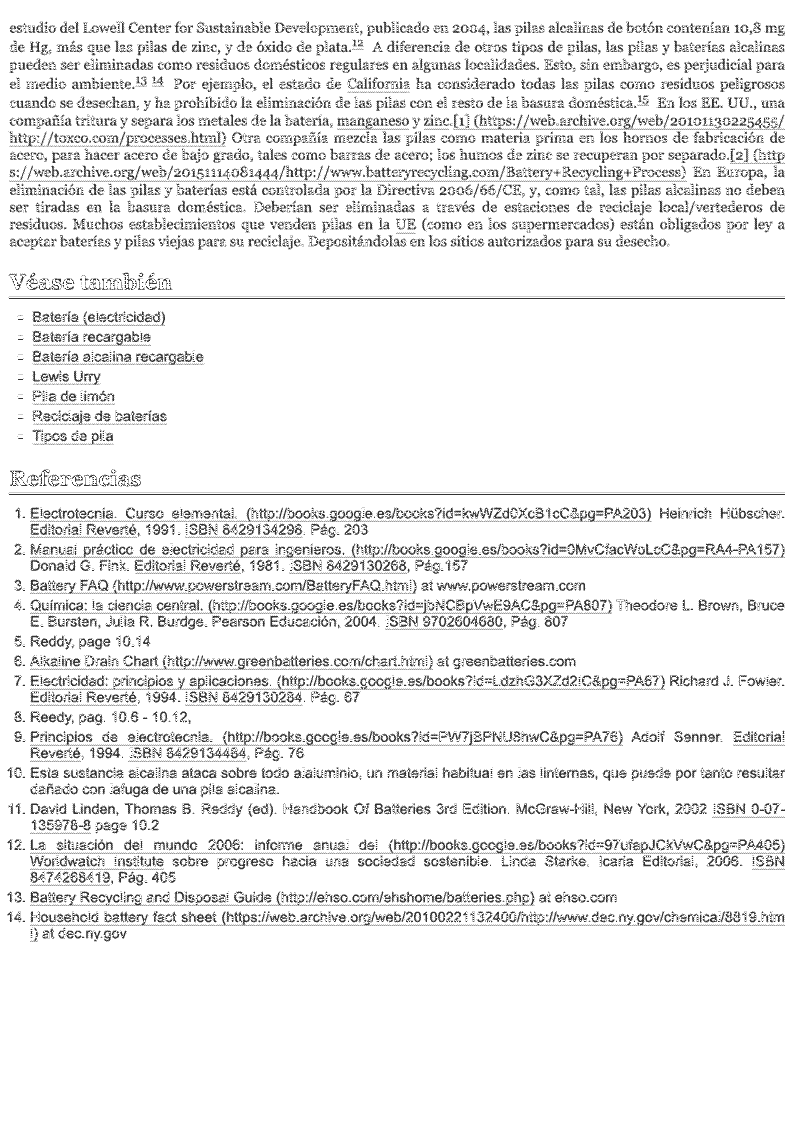 estudio del Lowell Center for Sustainable Development, publicado en 2004, las pilas alcalinas de botón contenían 10,8 mg
de Hg, más que las pilas de zinc, y de óxido de plata.12 A diferencia de otros tipos de pilas, las pilas y baterías alcalinas
pueden ser eliminadas como residuos domésticos regulares en algunas localidades. Esto, sin embargo, es perjudicial para
el medio ambiente.13 14 Por ejemplo, el estado de California ha considerado todas las pilas como residuos peligrosos
cuando se desechan, y ha prohibido la eliminación de las pilas con el resto de la basura doméstica.15 En los EE. UU., una
compañía tritura y separa los metales de la batería, manganeso y zinc.[1] (https://web.archive.org/web/20101130225455/
http://toxco.com/processes.html) Otra compañía mezcla las pilas como materia prima en los hornos de fabricación de
acero, para hacer acero de bajo grado, tales como barras de acero; los humos de zinc se recuperan por separado.[2] (http
s://web.archive.org/web/20151114081444/http://www.batteryrecycling.com/Battery+Recycling+Process) En Europa, la
eliminación de las pilas y baterías está controlada por la Directiva 2006/66/CE, y, como tal, las pilas alcalinas no deben
ser tiradas en la basura doméstica. Deberían ser eliminadas a través de estaciones de reciclaje local/vertederos de
residuos. Muchos establecimientos que venden pilas en la UE (como en los supermercados) están obligados por ley a
aceptar baterías y pilas viejas para su reciclaje. Depositándolas en los sitios autorizados para su desecho.
Véase también
Batería (electricidad)
Batería recargable
Batería alcalina recargable
Lewis Urry
Pila de limón
Reciclaje de baterías
Tipos de pila
Referencias
1. Electrotecnia. Curso elemental. (http://books.google.es/books?id=kwWZd0XcB1cC&pg=PA203) Heinrich Hübscher.
Editorial Reverté, 1991. ISBN 8429134298. Pág. 203
2. Manual práctico de electricidad para ingenieros. (http://books.google.es/books?id=0MvCfacWoLcC&pg=RA4-PA157)
Donald G. Fink. Editorial Reverté, 1981. ISBN 8429130268, Pág.157
3. Battery FAQ (http://www.powerstream.com/BatteryFAQ.html) at www.powerstream.com
4. Química: la ciencia central. (http://books.google.es/books?id=jbNCBpVwE9AC&pg=PA807) Theodore L. Brown, Bruce
E. Bursten, Julia R. Burdge. Pearson Educación, 2004. ISBN 9702604680, Pág. 807
5. Reddy, page 10.14
6. Alkaline Drain Chart (http://www.greenbatteries.com/chart.html) at greenbatteries.com
7. Electricidad: principios y aplicaciones. (http://books.google.es/books?id=LdzhG3XZd2IC&pg=PA67) Richard J. Fowler.
Editorial Reverté, 1994. ISBN 8429130284. Pág. 67
8. Reedy, pag. 10.6 - 10.12,
9. Principios de electrotecnia. (http://books.google.es/books?id=PW7jBPNU8nwC&pg=PA76) Adolf Senner. Editorial
Reverté, 1994. ISBN 8429134484, Pág. 76
10. Esta sustancia alcalina ataca sobre todo alaluminio, un material habitual en las linternas, que puede por tanto resultar
dañado con lafuga de una pila alcalina.
11. David Linden, Thomas B. Reddy (ed). Handbook Of Batteries 3rd Edition. McGraw-Hill, New York, 2002 ISBN 0-07-
135978-8 page 10.2
12. La situación del mundo 2006: informe anual del (http://books.google.es/books?id=97ufapJCkVwC&pg=PA405)
Worldwatch Institute sobre progreso hacia una sociedad sostenible. Linda Starke. Icaria Editorial, 2006. ISBN
8474268419, Pág. 405
13. Battery Recycling and Disposal Guide (http://ehso.com/ehshome/batteries.php) at ehso.com
14. Household battery fact sheet (https://web.archive.org/web/20100221132400/http://www.dec.ny.gov/chemical/8819.htm
l) at dec.ny.gov